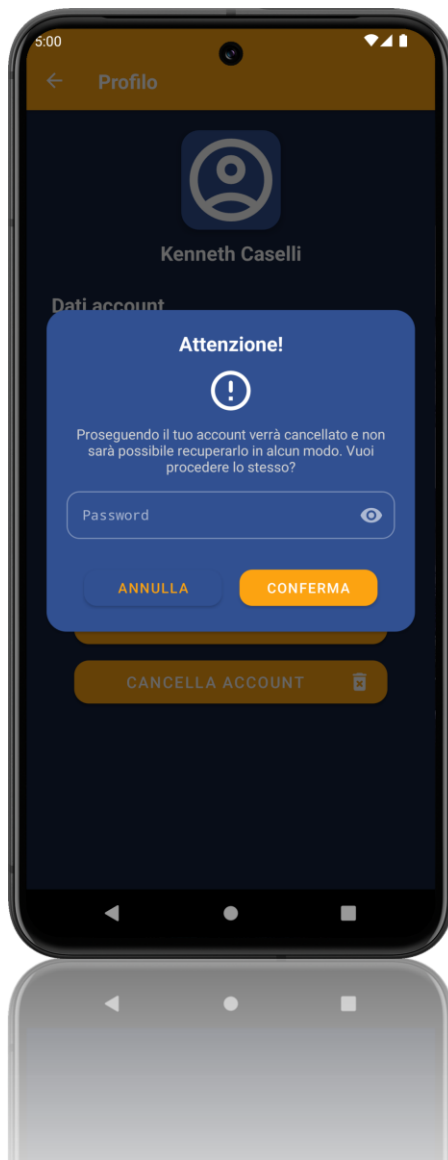 5:00
Profilo
Kenneth Caselli
Dati account
Attenzione!
Proseguendo il tuo account verrà cancellato e non
sarà possibile recuperarlo in alcun modo. Vuoi
procedere lo stesso?
Password
ANNULLA
CONFERMA
CANCELLA ACCOUNT